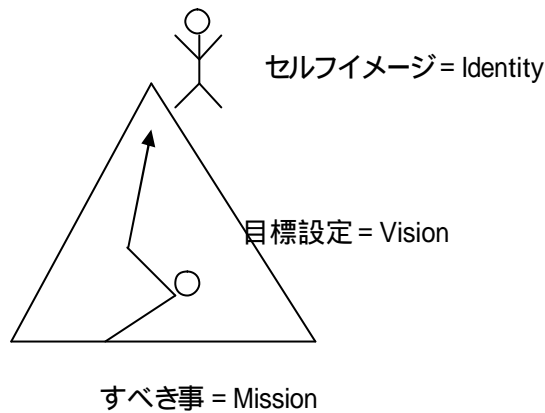 セルフイメージ = Identity
目標設定 = Vision
すべき事 = Mission